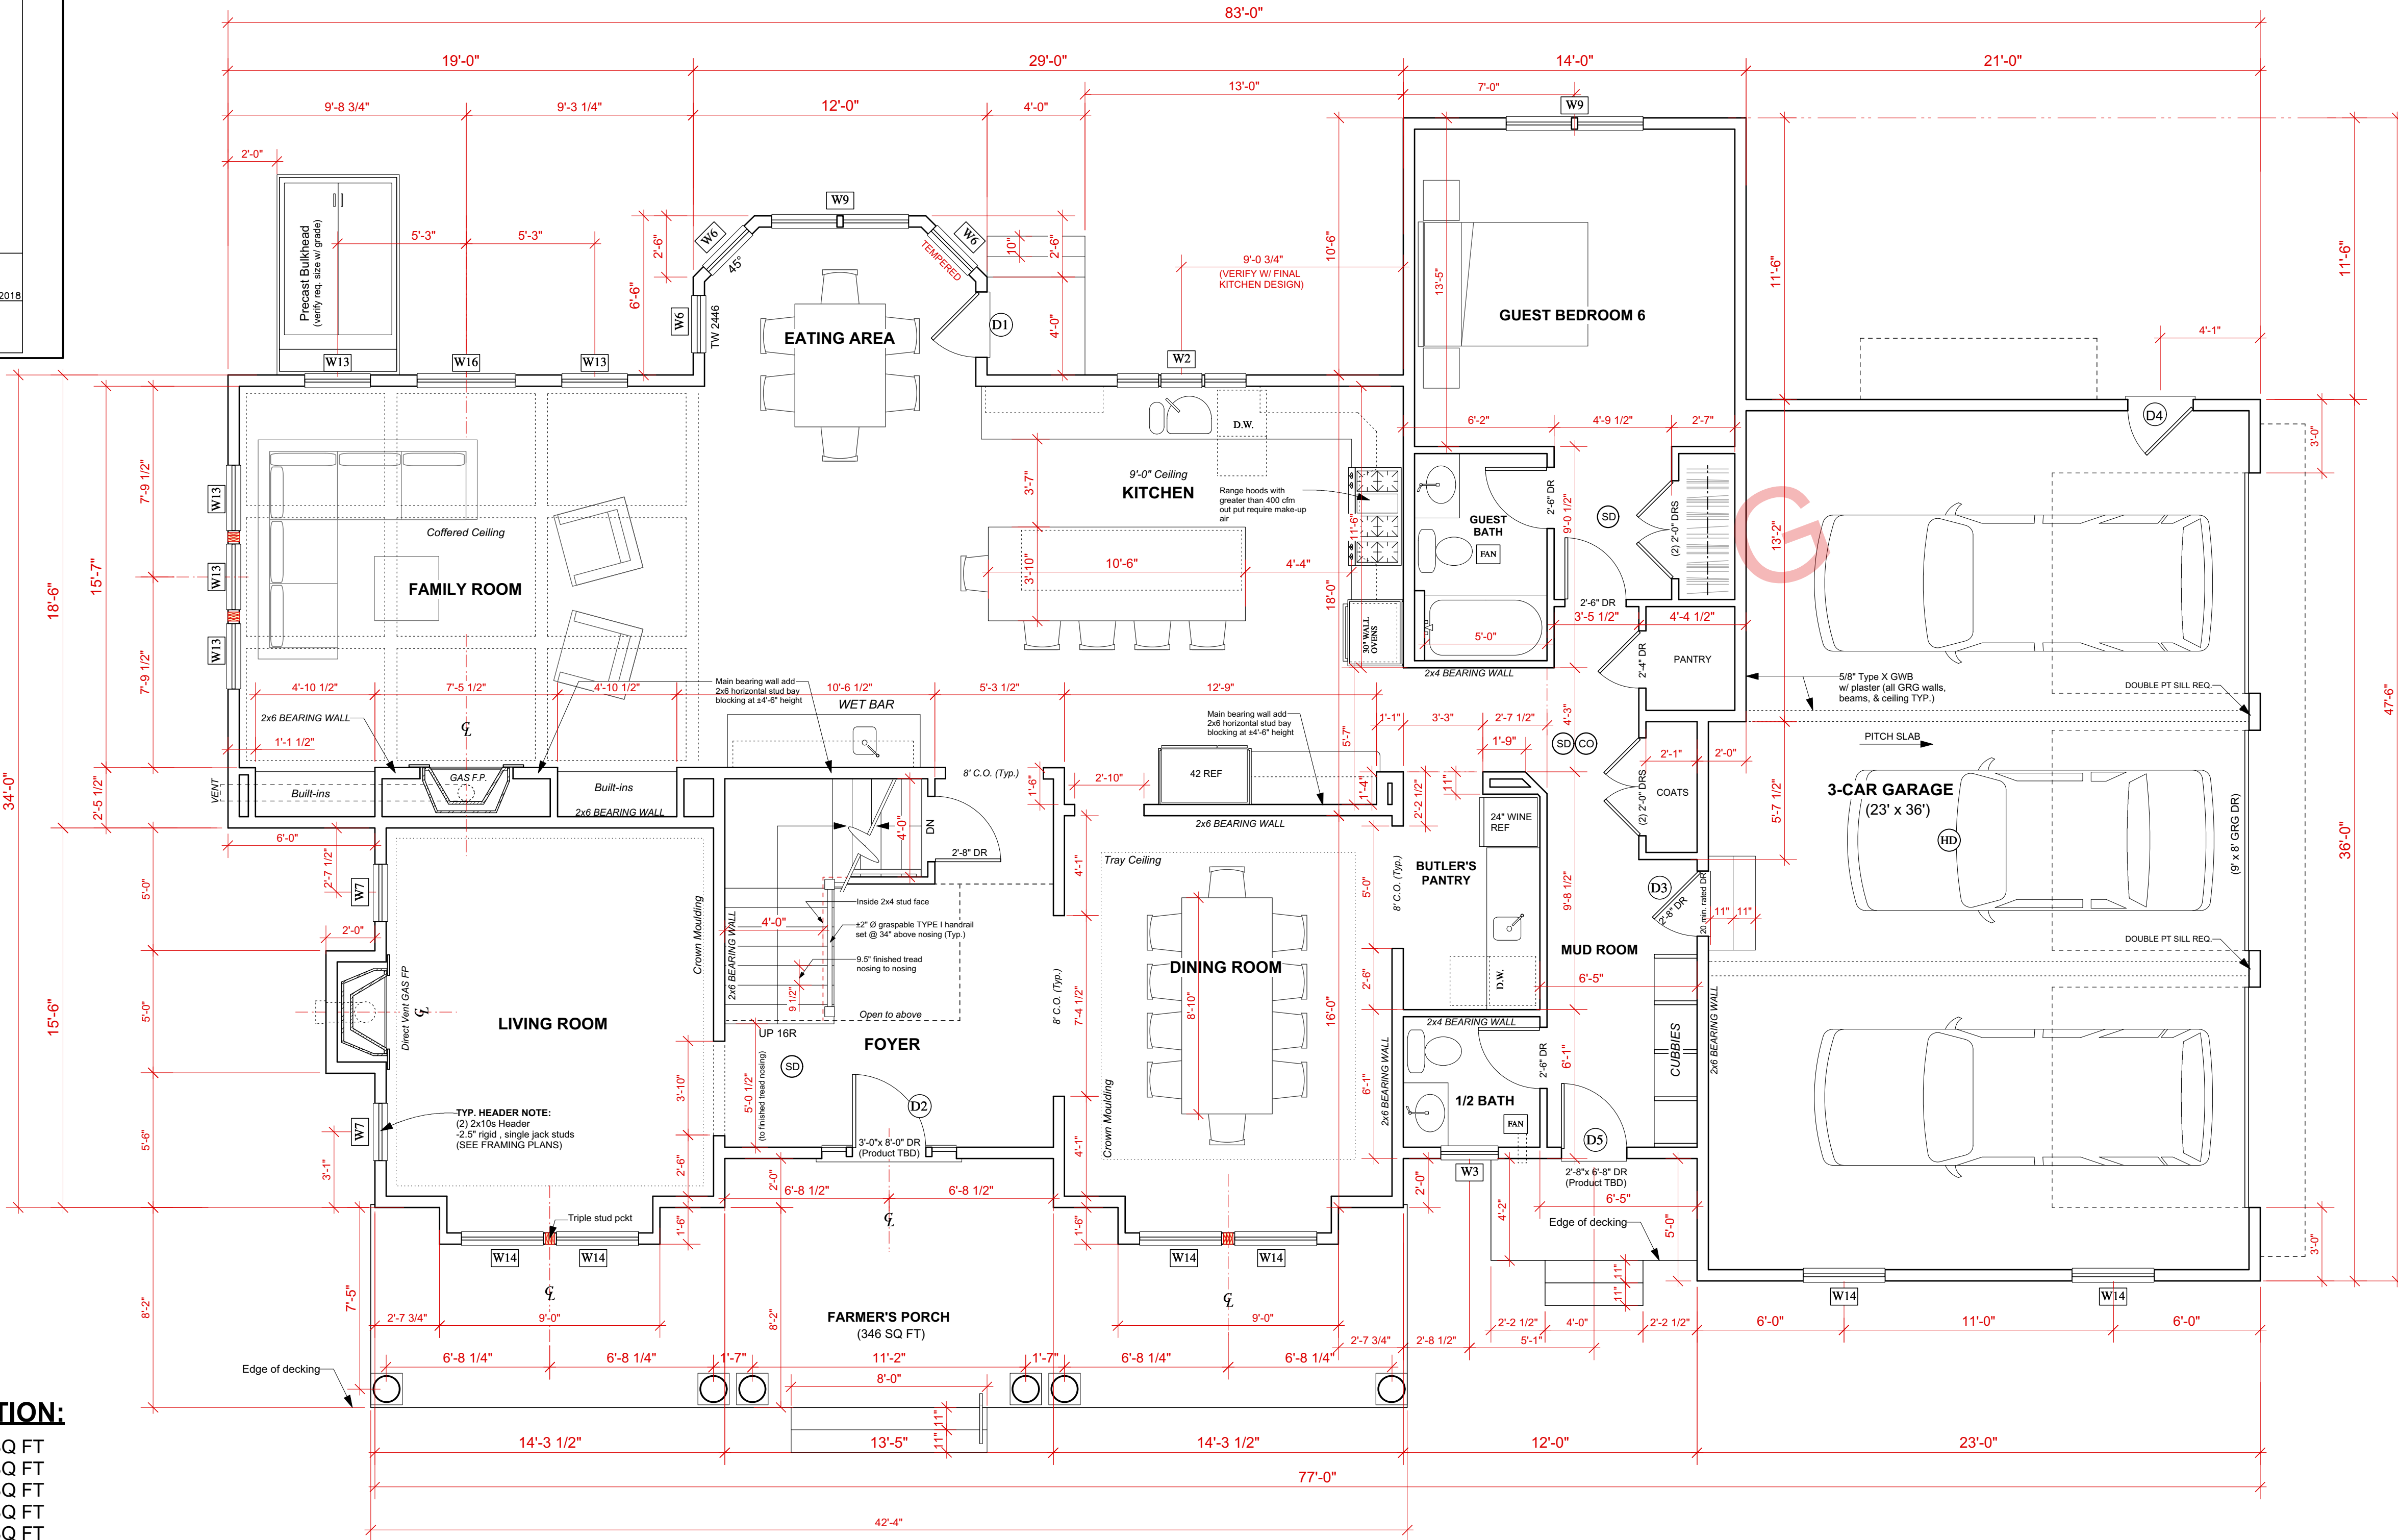 83'-0"
19'-0"
29'-0"
14'-0"
21'-0"
9'-8 3/4"
9'-3 1/4"
12'-0"
4'-0"
13'-0"
7'-0"
W9
2'-0"
Precast Bulkhead
(verify req. size w/ grade)
5'-3"
5'-3"
W9
W6
W6
45°
TEMPERED
2'-6"
6'-6"
10"
2'-6"
4'-0"
9'-0 3/4"
(VERIFY W/ FINAL
KITCHEN DESIGN)
10'-6"
13'-5"
11'-6"
11'-6"
2018
W6
TW 2446
EATING AREA
D1
GUEST BEDROOM 6
4'-1"
W13
W16
W13
W2
D4
3'-0"
6'-2"
4'-9 1/2"
2'-7"
D.W.
7'-9 1/2"
15'-7"
18'-6"
34'-0"
W13
W13
W13
7'-9 1/2"
Coffered Ceiling
FAMILY ROOM
3'-7"
9'-0" Ceiling
KITCHEN
Range hoods with
greater than 400 cfm
out put require make-up
air
11'-6"
3'-10"
10'-6"
4'-4"
18'-0"
30" WALL
OVENS
GUEST
BATH
FAN
2'-6" DR
9'-0 1/2"
SD
(2) 2'-0" DRS
G
13'-2"
2'-6" DR
3'-5 1/2"
4'-4 1/2"
5'-0"
2x4 BEARING WALL
2'-4" DR
PANTRY
5/8" Type X GWB
w/ plaster (all GRG walls,
beams, & ceiling TYP.)
DOUBLE PT SILL REQ.
47'-6"
36'-0"
4'-10 1/2"
7'-5 1/2"
4'-10 1/2"
Main bearing wall add
2x6 horizontal stud bay
blocking at ±4'-6" height
10'-6 1/2"
WET BAR
5'-3 1/2"
12'-9"
Main bearing wall add
2x6 horizontal stud bay
blocking at ±4'-6" height
1'-1"
3'-3"
2'-7 1/2"
4'-3"
5'-7"
1'-9"
SD
CO
2'-1"
2'-0"
PITCH SLAB
2x6 BEARING WALL
1'-1 1/2"
2'-5 1/2"
VENT
Built-ins
GAS F.P.
Built-ins
2x6 BEARING WALL
8' C.O. (Typ.)
1'-6"
2'-10"
42 REF
1'-4"
2'-2 1/2"
11"
COATS
(2) 2'-0" DRS
5'-7 1/2"
3-CAR GARAGE
(23' x 36')
HD
(9' x 8' GRG DR)
6'-0"
2'-7 1/2"
5'-0"
W7
4'-0"
DN
2'-8" DR
2x6 BEARING WALL
24" WINE
REF
Tray Ceiling
4'-1"
BUTLER'S
PANTRY
8' C.O. (Typ.)
5'-0"
9'-8 1/2"
D3
2'-8" DR
20 min. rated DR
11"
11"
Inside 2x4 stud face
±2" Ø graspable TYPE I handrail
set @ 34" above nosing (Typ.)
9.5" finished tread
nosing to nosing
4'-0"
9 1/2"
2x6 BEARING WALL
Crown Moulding
2'-0"
Direct Vent GAS FP
5'-0"
15'-6"
LIVING ROOM
Open to above
UP 16R
FOYER
SD
8' C.O. (Typ.)
7'-4 1/2"
DINING ROOM
8'-10"
16'-0"
2'-6"
D.W.
MUD ROOM
6'-5"
DOUBLE PT SILL REQ.
2x4 BEARING WALL
2'-6" DR
6'-1"
6'-1"
2x6 BEARING WALL
CUBBIES
2x6 BEARING WALL
1/2 BATH
FAN
3'-10"
5'-0 1/2"
(to finished tread nosing)
D2
3'-0"x 8'-0" DR
(Product TBD)
TYP. HEADER NOTE:
(2) 2x10s Header
-2.5" rigid , single jack studs
(SEE FRAMING PLANS)
W7
5'-6"
3'-1"
2'-6"
2'-0"
6'-8 1/2"
6'-8 1/2"
4'-1"
Crown Moulding
W3
2'-0"
D5
2'-8"x 6'-8" DR
(Product TBD)
6'-5"
4'-2"
Edge of decking
5'-0"
3'-0"
Triple stud pckt
1'-6"
1'-6"
W14
W14
W14
W14
W14
W14
11"
11"
7'-5"
8'-2"
8'-2"
2'-7 3/4"
9'-0"
FARMER'S PORCH
(346 SQ FT)
9'-0"
2'-7 3/4"
2'-8 1/2"
2'-2 1/2"
4'-0"
2'-2 1/2"
5'-1"
6'-0"
11'-0"
6'-0"
Edge of decking
6'-8 1/4"
6'-8 1/4"
1'-7"
11'-2"
1'-7"
6'-8 1/4"
6'-8 1/4"
8'-0"
11"
11"
14'-3 1/2"
13'-5"
14'-3 1/2"
12'-0"
23'-0"
77'-0"
42'-4"
TION:
SQ FT
SQ FT
SQ FT
SQ FT
SQ FT